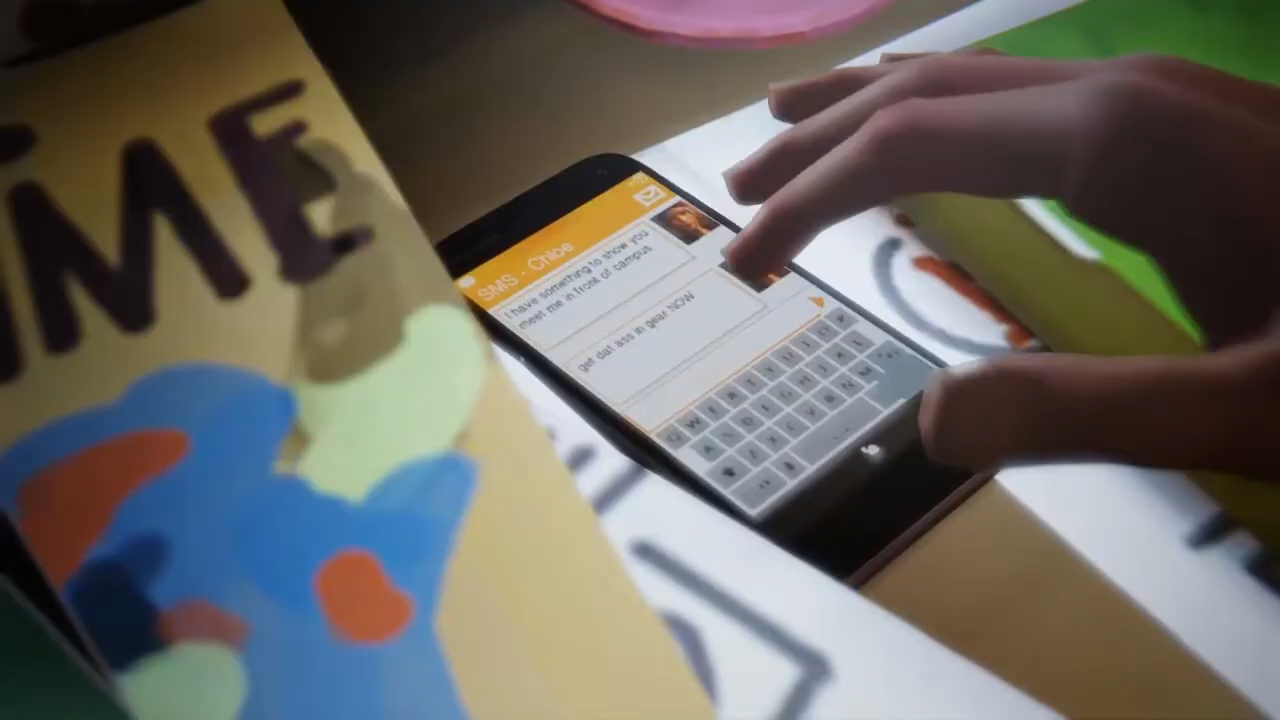 IME
SMS - Chloe
I have something to show you
meet me in front of campus
get dat ass in gear NOW
Q W E R T Y U I O P